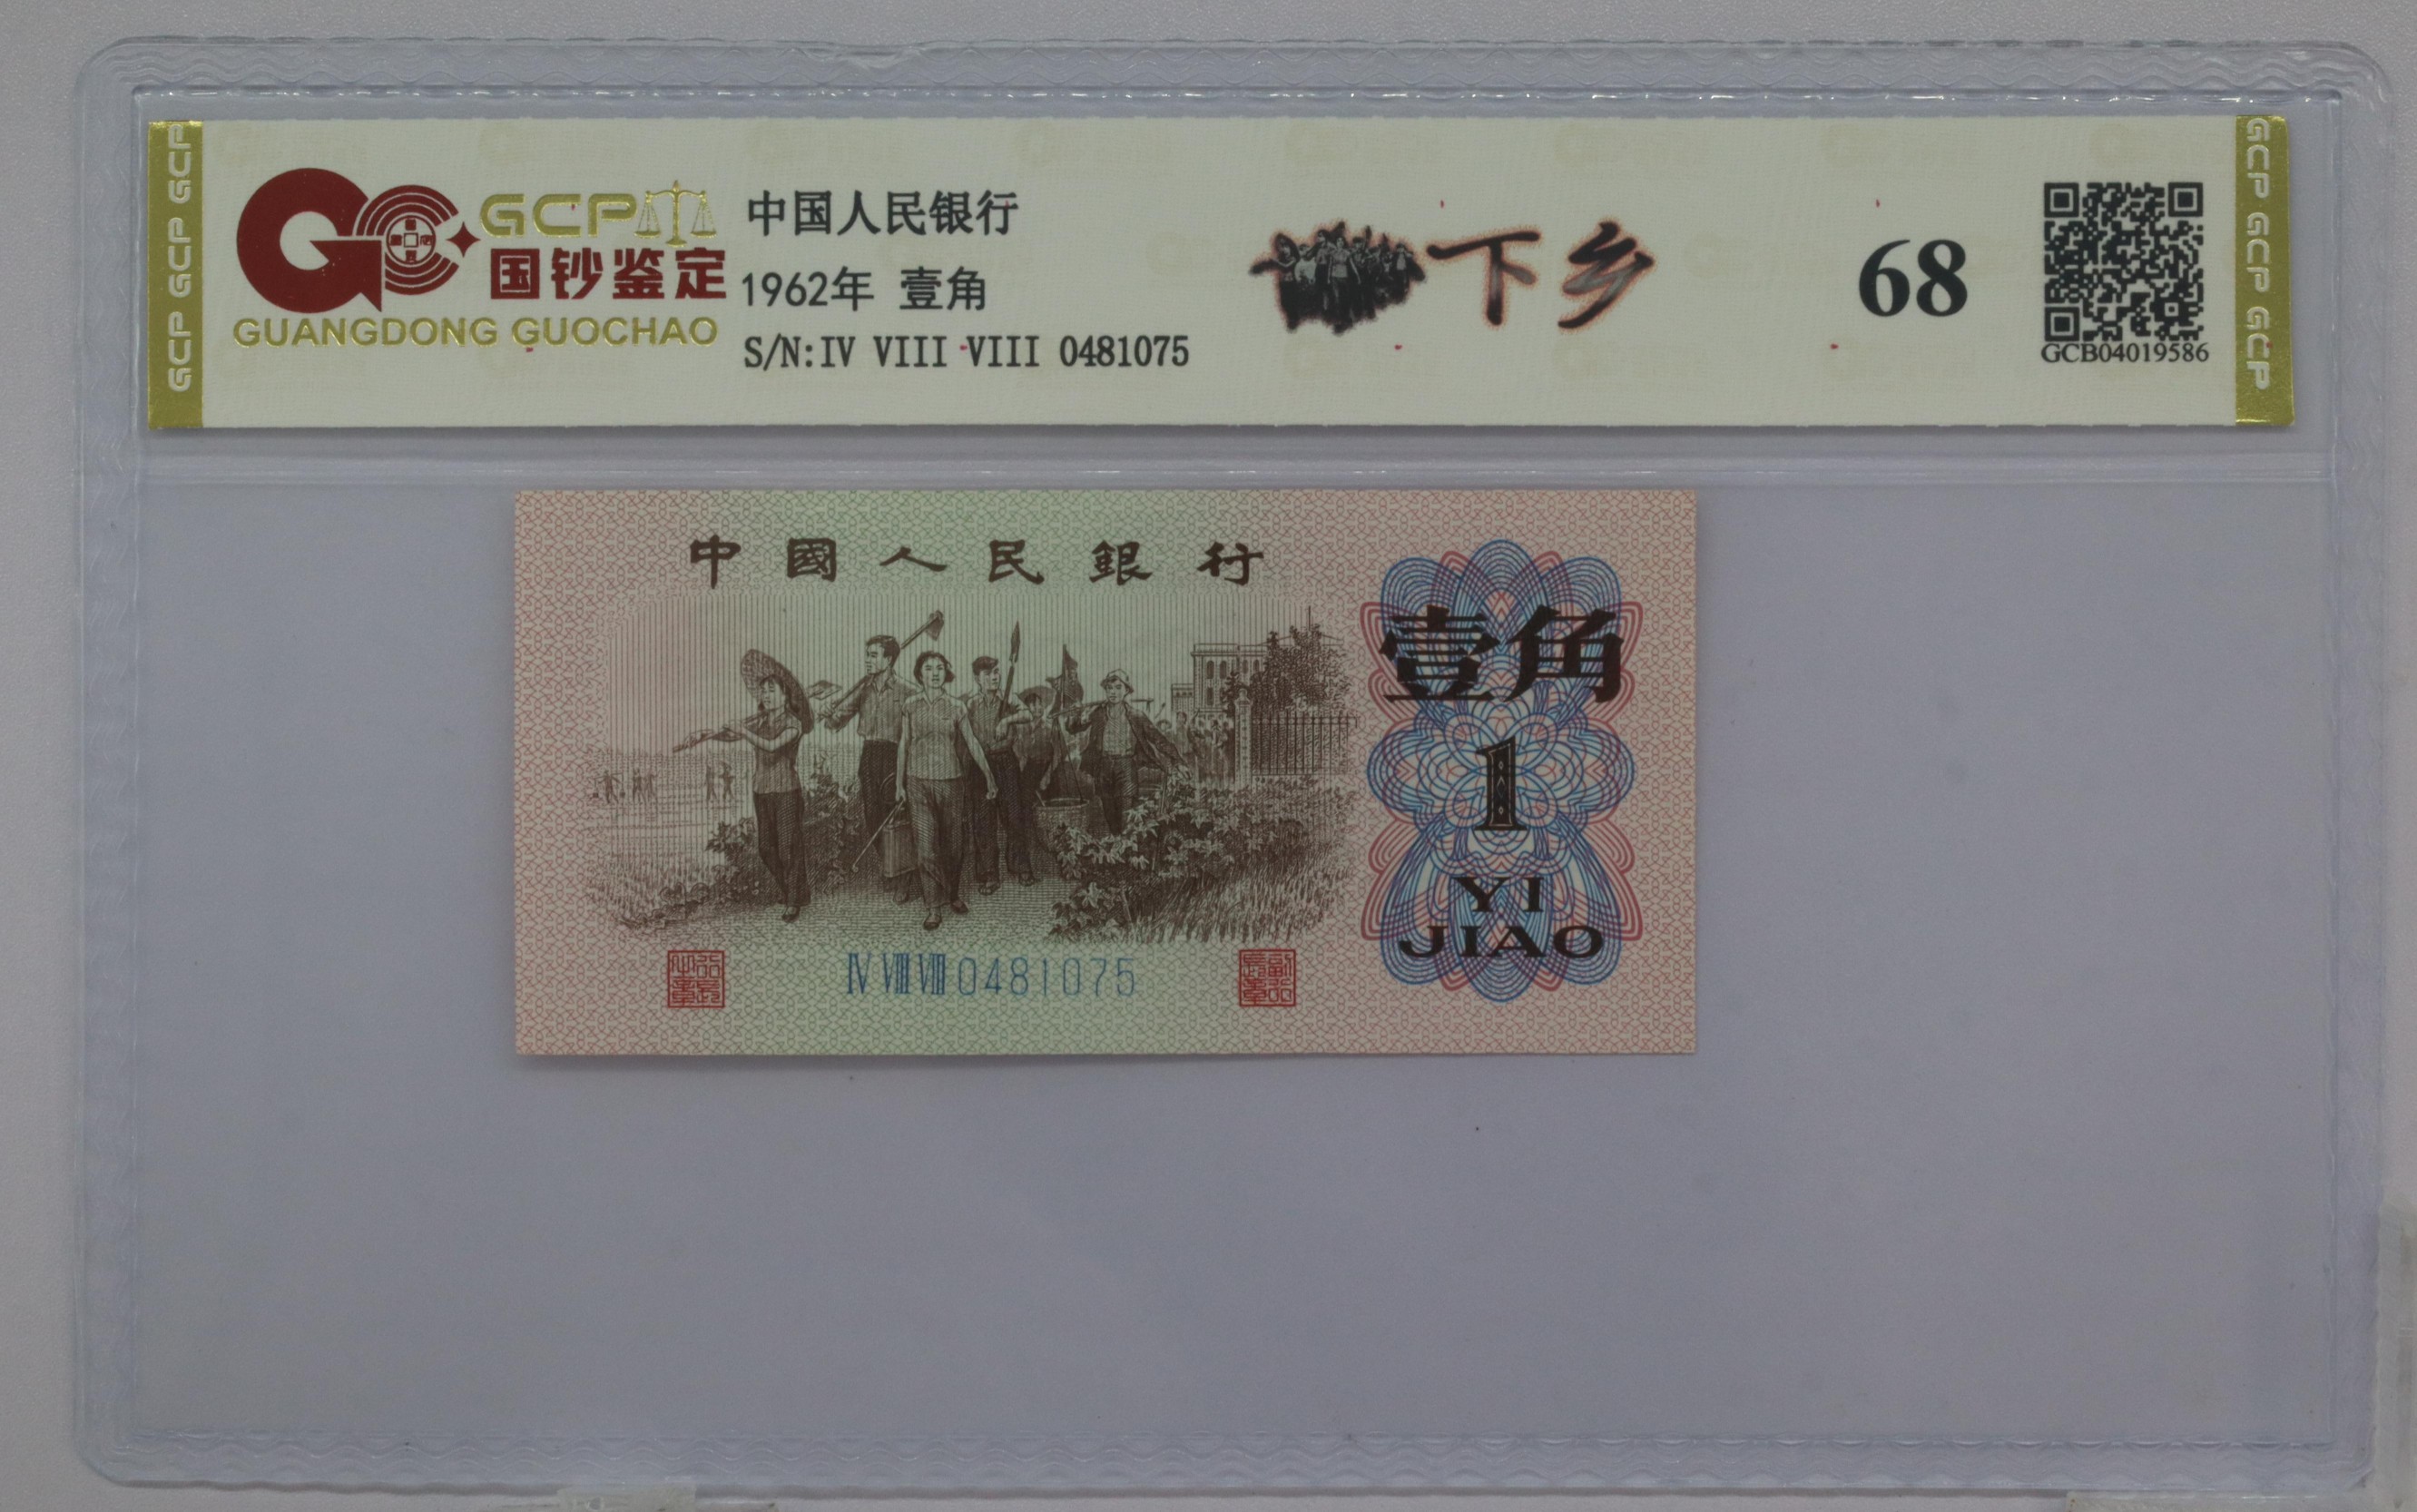 GCP GCP GCP GCP
GCP
国钞鉴定
GUANGDONG GUOCHAO
中国人民银行
1962年 壹角
S/N:IV VIII VIII 0481075
下乡
68
GCB04019586
GCP GCP GCP GCP
中國人民銀行
壹角
1
YI
JIAO
IV VIII VIII 0481075